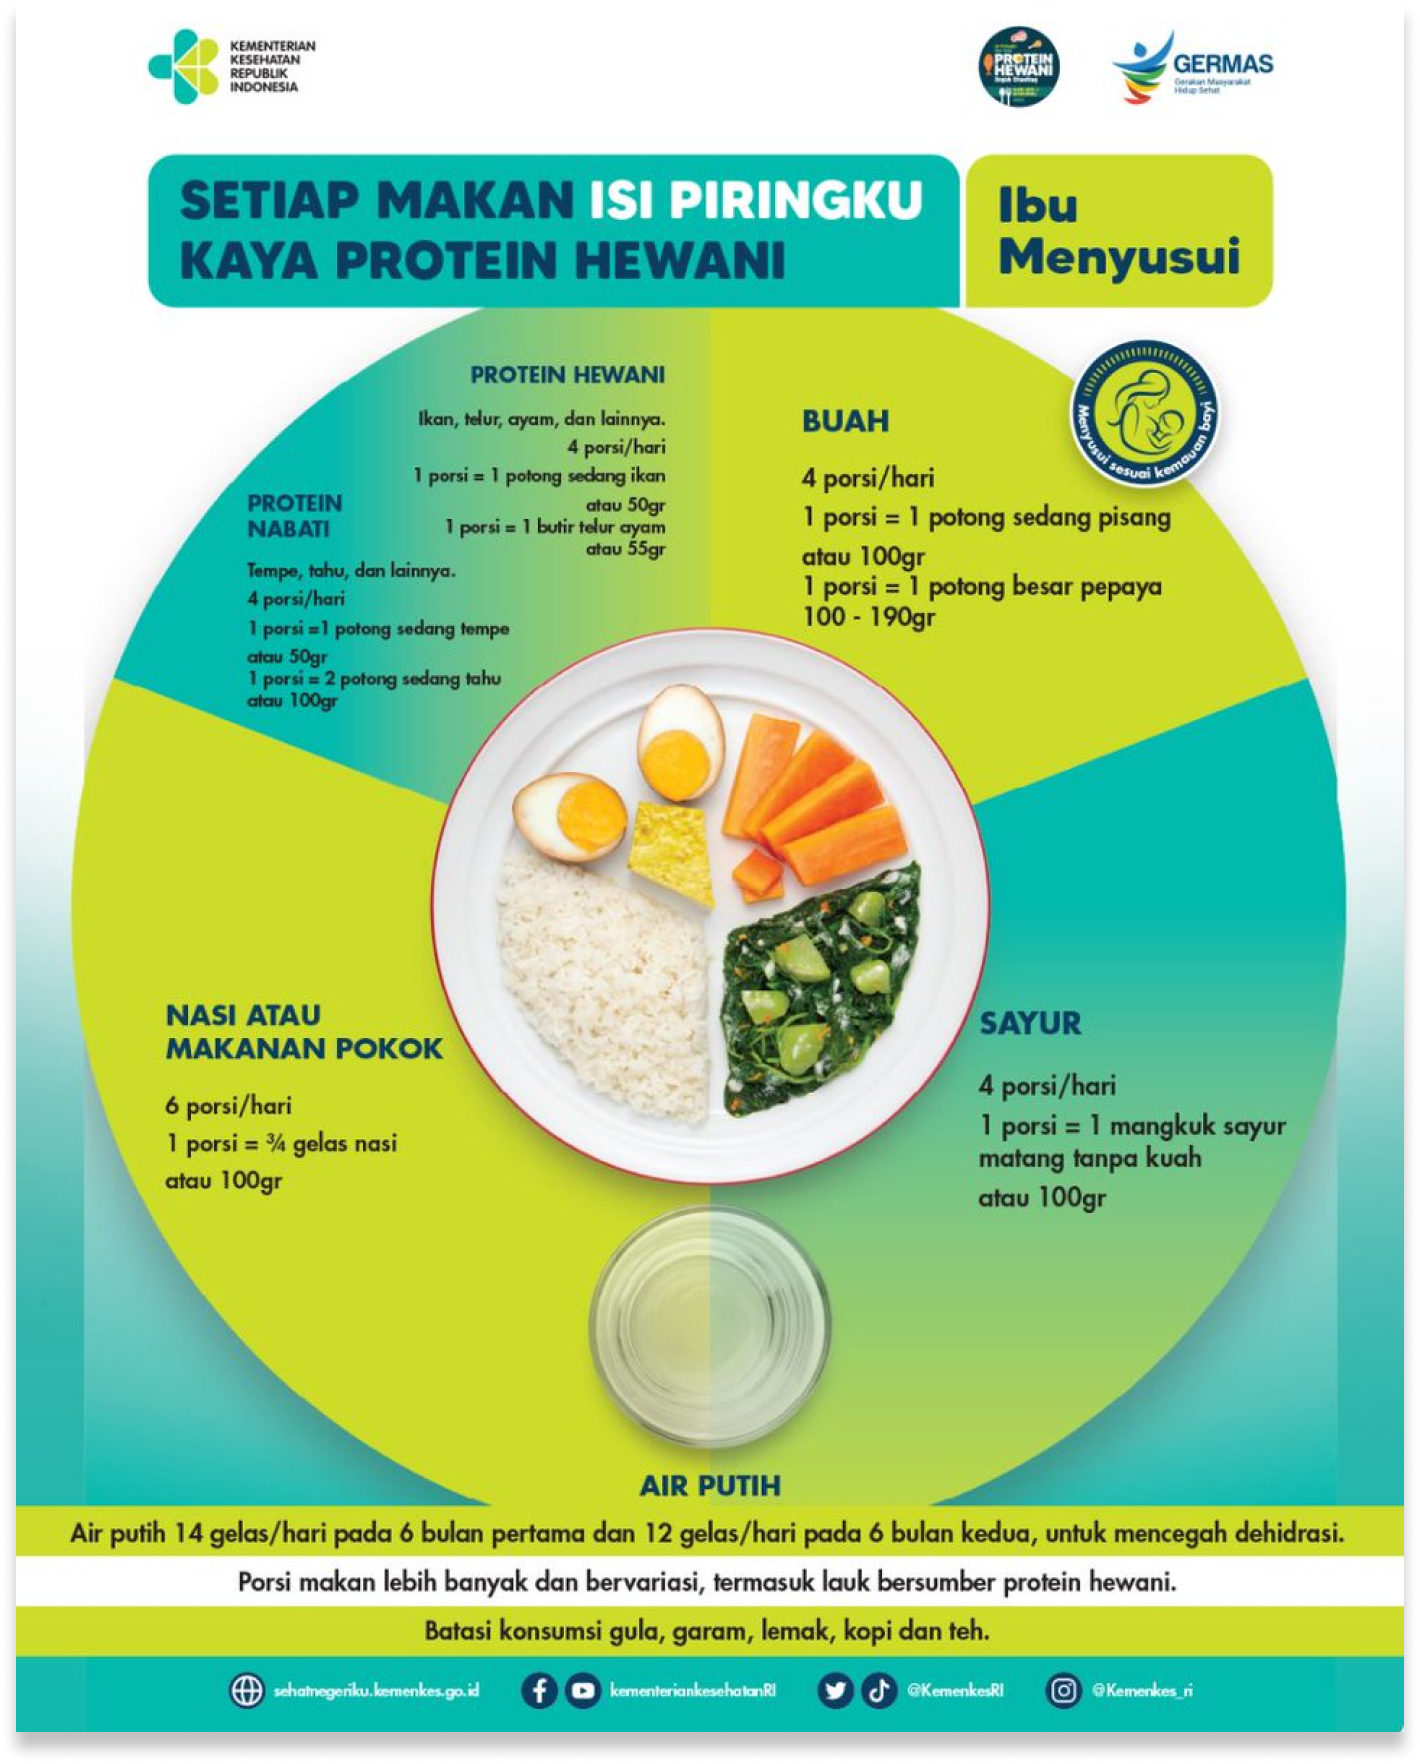 KEMENTERIAN
KESEHATAN
REPUBLIK
INDONESIA
PROTEIN
HEWANI
GERMAS
Gerakan Masyarakat
Hidup Sehat
SETIAP MAKAN ISI PIRINGKU
KAYA PROTEIN HEWANI
Ibu
Menyusui
PROTEIN HEWANI
Ikan, telur, ayam, dan lainnya.
4 porsi/hari
1 porsi = 1 potong sedang ikan
atau 50gr
1 porsi = 1 butir telur ayam
atau 55gr
PROTEIN
NABATI
Tempe, tahu, dan lainnya.
4 porsi/hari
1 porsi =1 potong sedang tempe
atau 50gr
1 porsi = 2 potong sedang tahu
atau 100gr
BUAH
4 porsi/hari
1 porsi = 1 potong sedang pisang
atau 100gr
1 porsi = 1 potong besar pepaya
100 - 190gr
Menyusui sesuai kemauan bayi
NASI ATAU
MAKANAN POKOK
6 porsi/hari
1 porsi = ¾ gelas nasi
atau 100gr
SAYUR
4 porsi/hari
1 porsi = 1 mangkuk sayur
matang tanpa kuah
atau 100gr
AIR PUTIH
Air putih 14 gelas/hari pada 6 bulan pertama dan 12 gelas/hari pada 6 bulan kedua, untuk mencegah dehidrasi.
Porsi makan lebih banyak dan bervariasi, termasuk lauk bersumber protein hewani.
Batasi konsumsi gula, garam, lemak, kopi dan teh.
sehatnegeriku.kemenkes.go.id
kementeriankesehatanRI
@KemenkesRI
@Kemenkes_ri